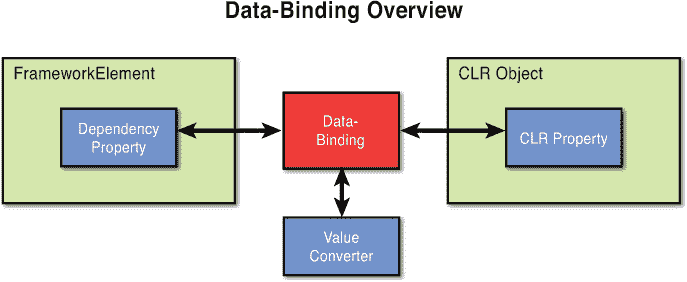 Data-Binding Overview
FrameworkElement
CLR Object
Dependency
Property
Data-
Binding
CLR Property
Value
Converter